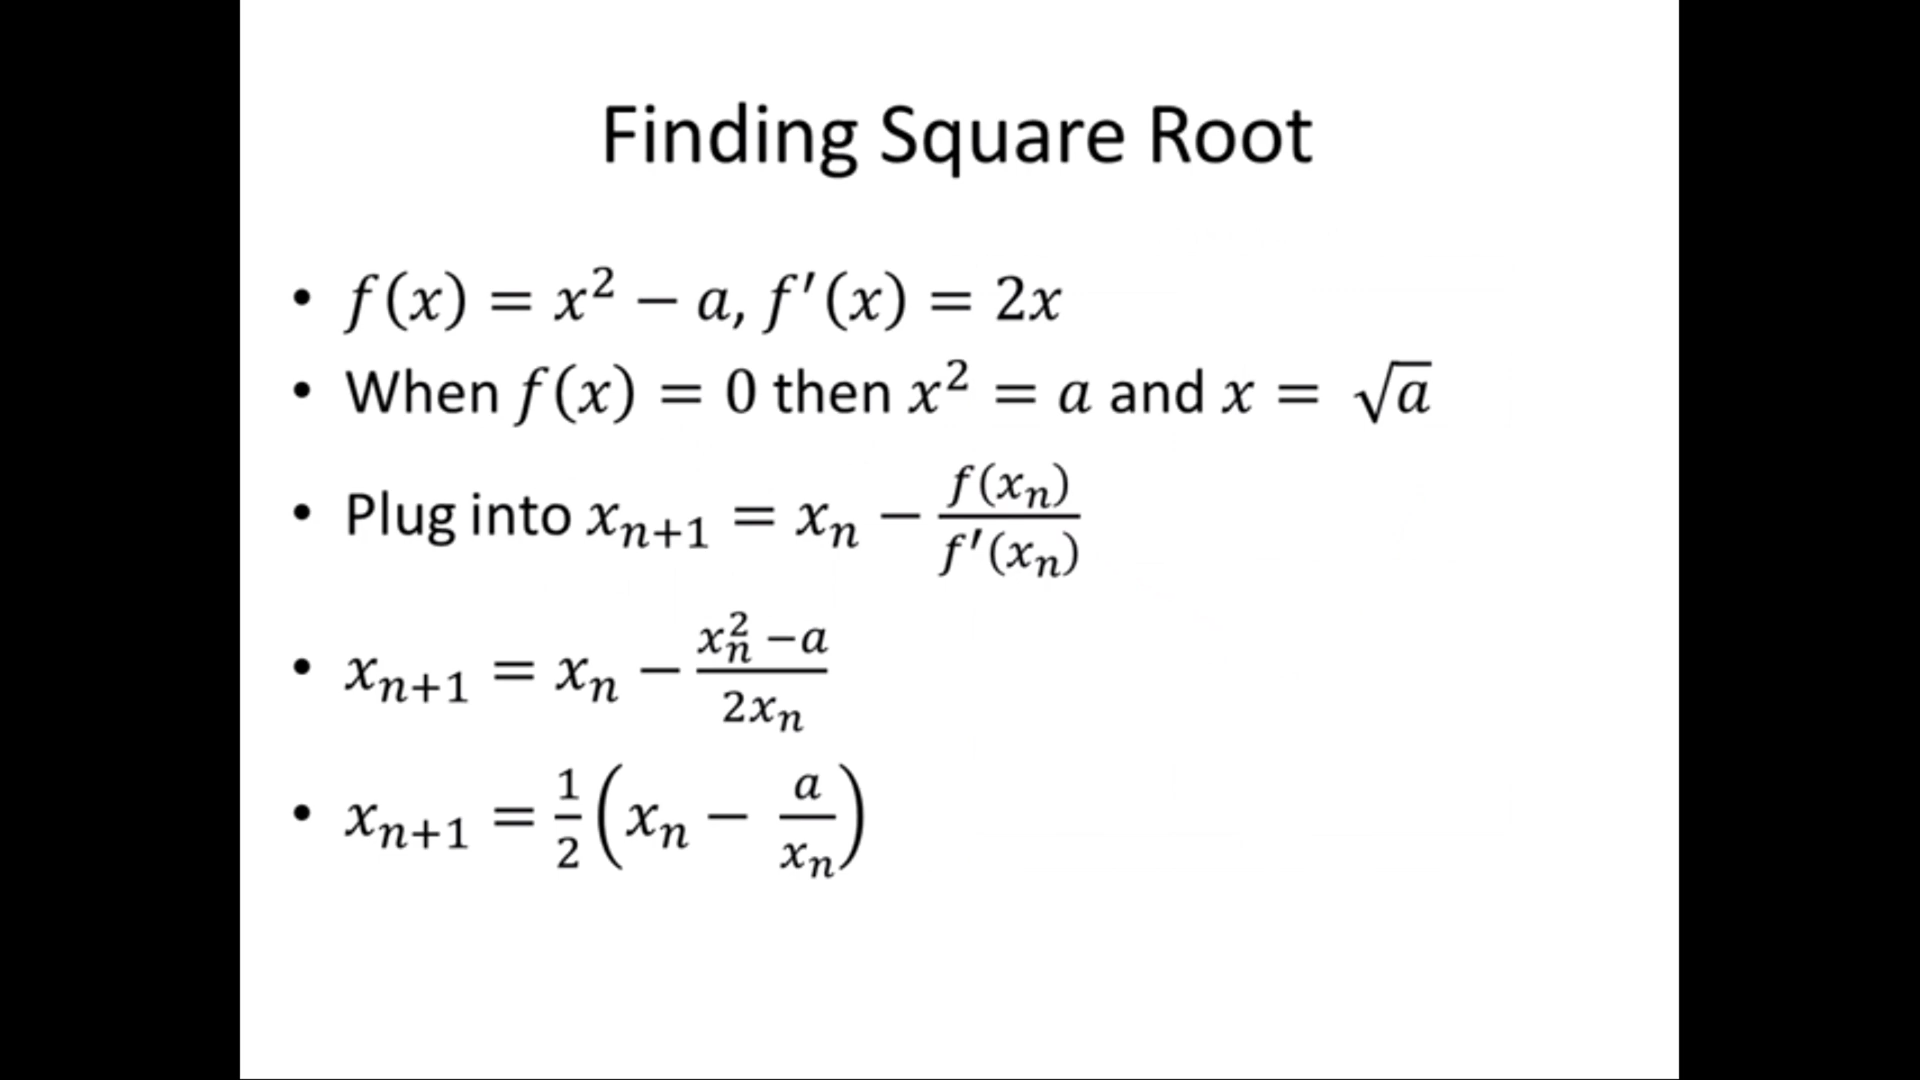 Finding Square Root
• f(x) = x² − a, f′(x) = 2x
• When f(x) = 0 then x² = a and x = √a
• Plug into xₙ₊₁ = xₙ − f(xₙ)/f′(xₙ)
• xₙ₊₁ = xₙ − (xₙ² − a)/(2xₙ)
• xₙ₊₁ = 1/2 (xₙ − a/xₙ)